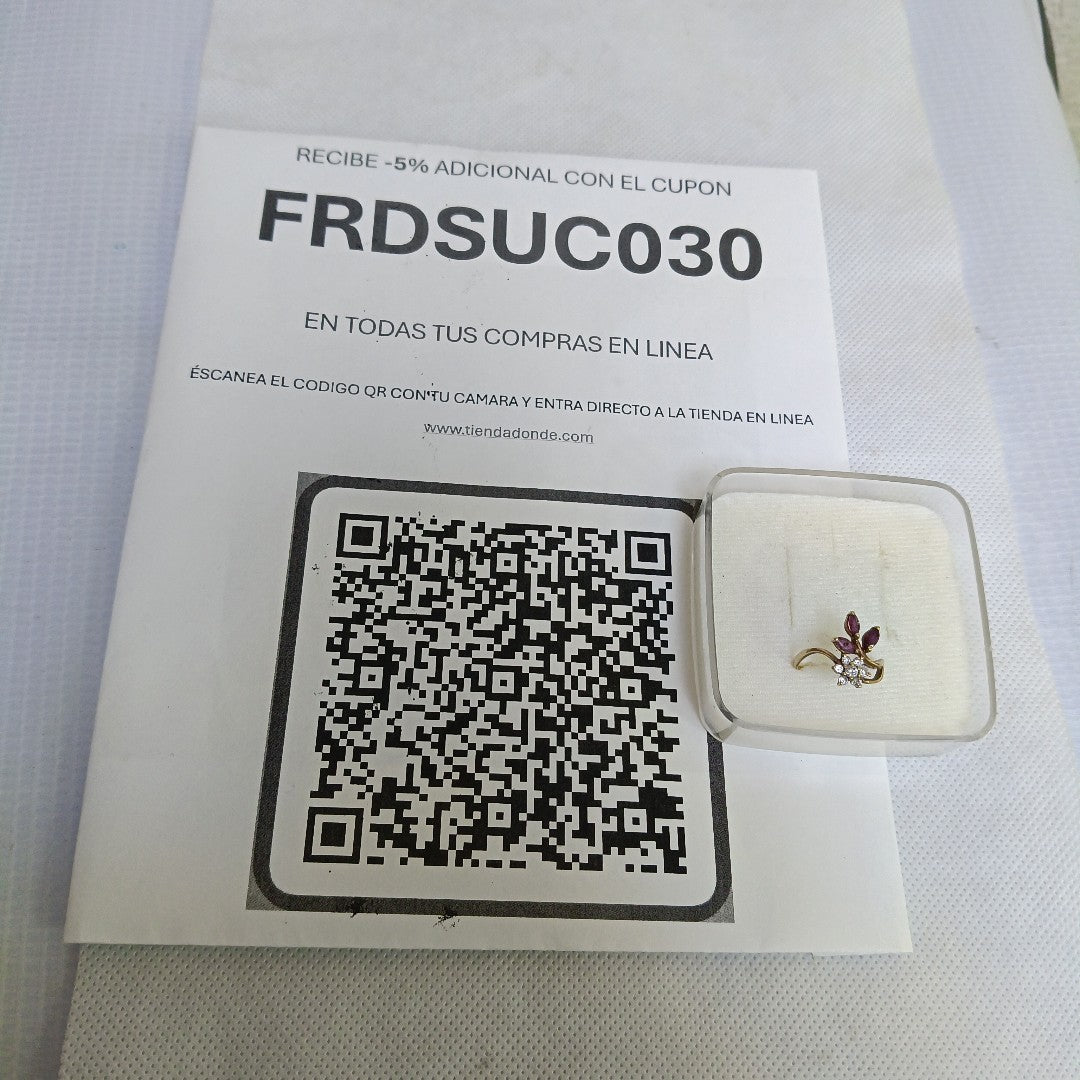 RECIBE -5% ADICIONAL CON EL CUPON
FRDSUC030
EN TODAS TUS COMPRAS EN LINEA
ÉSCANEA EL CODIGO QR CON TU CAMARA Y ENTRA DIRECTO A LA TIENDA EN LINEA
www.tiendadonde.com